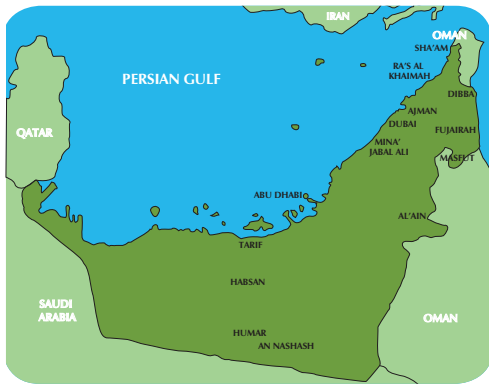 IRAN
OMAN
SHA'AM
RA'S AL
KHAIMAH
PERSIAN GULF
DIBBA
AJMAN
DUBAI
FUJAIRAH
QATAR
MINA'
JABAL ALI
MASFUT
ABU DHABI
AL'AIN
TARIF
HABSAN
SAUDI
ARABIA
OMAN
HUMAR
AN NASHASH